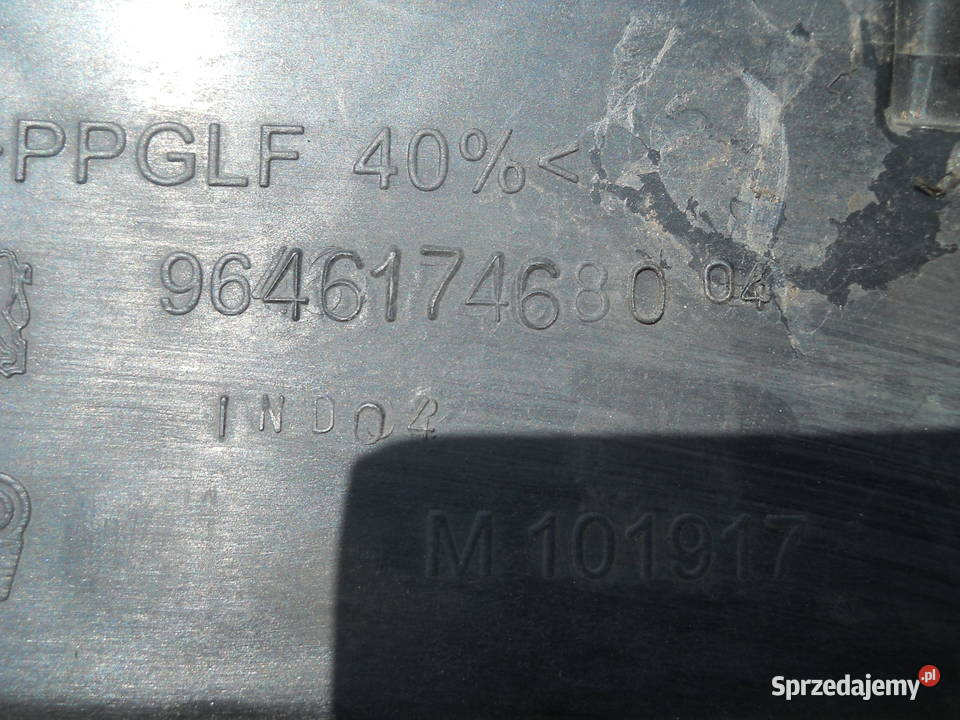 PPGLF 40%<
9646174680 04
IND04
M 101917
Sprzedajemy.pl